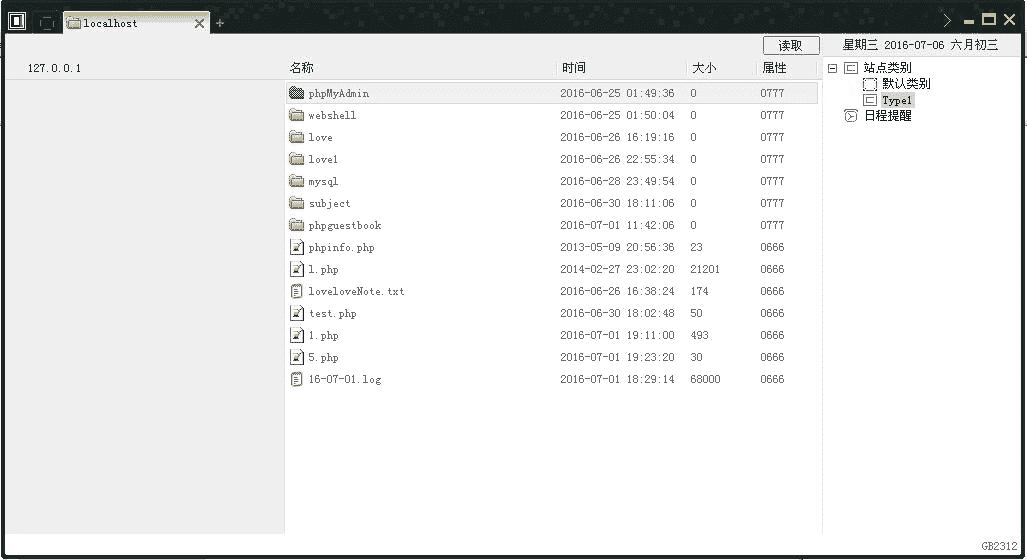 localhost
读取 星期三 2016-07-06 六月初三
127.0.0.1 名称 时间 大小 属性 站点类别
默认类别
phpMyAdmin 2016-06-25 01:49:36 0 0777 Type1
webshell 2016-06-25 01:50:04 0 0777 日程提醒
love 2016-06-26 16:19:16 0 0777
love1 2016-06-26 22:55:34 0 0777
mysql 2016-06-28 23:49:54 0 0777
subject 2016-06-30 18:11:06 0 0777
phpguestbook 2016-07-01 11:42:06 0 0777
phpinfo.php 2013-05-09 20:56:36 23 0666
l.php 2014-02-27 23:02:20 21201 0666
loveloveNote.txt 2016-06-26 16:38:24 174 0666
test.php 2016-06-30 18:02:48 50 0666
1.php 2016-07-01 19:11:00 493 0666
5.php 2016-07-01 19:23:20 30 0666
16-07-01.log 2016-07-01 18:29:14 68000 0666
GB2312